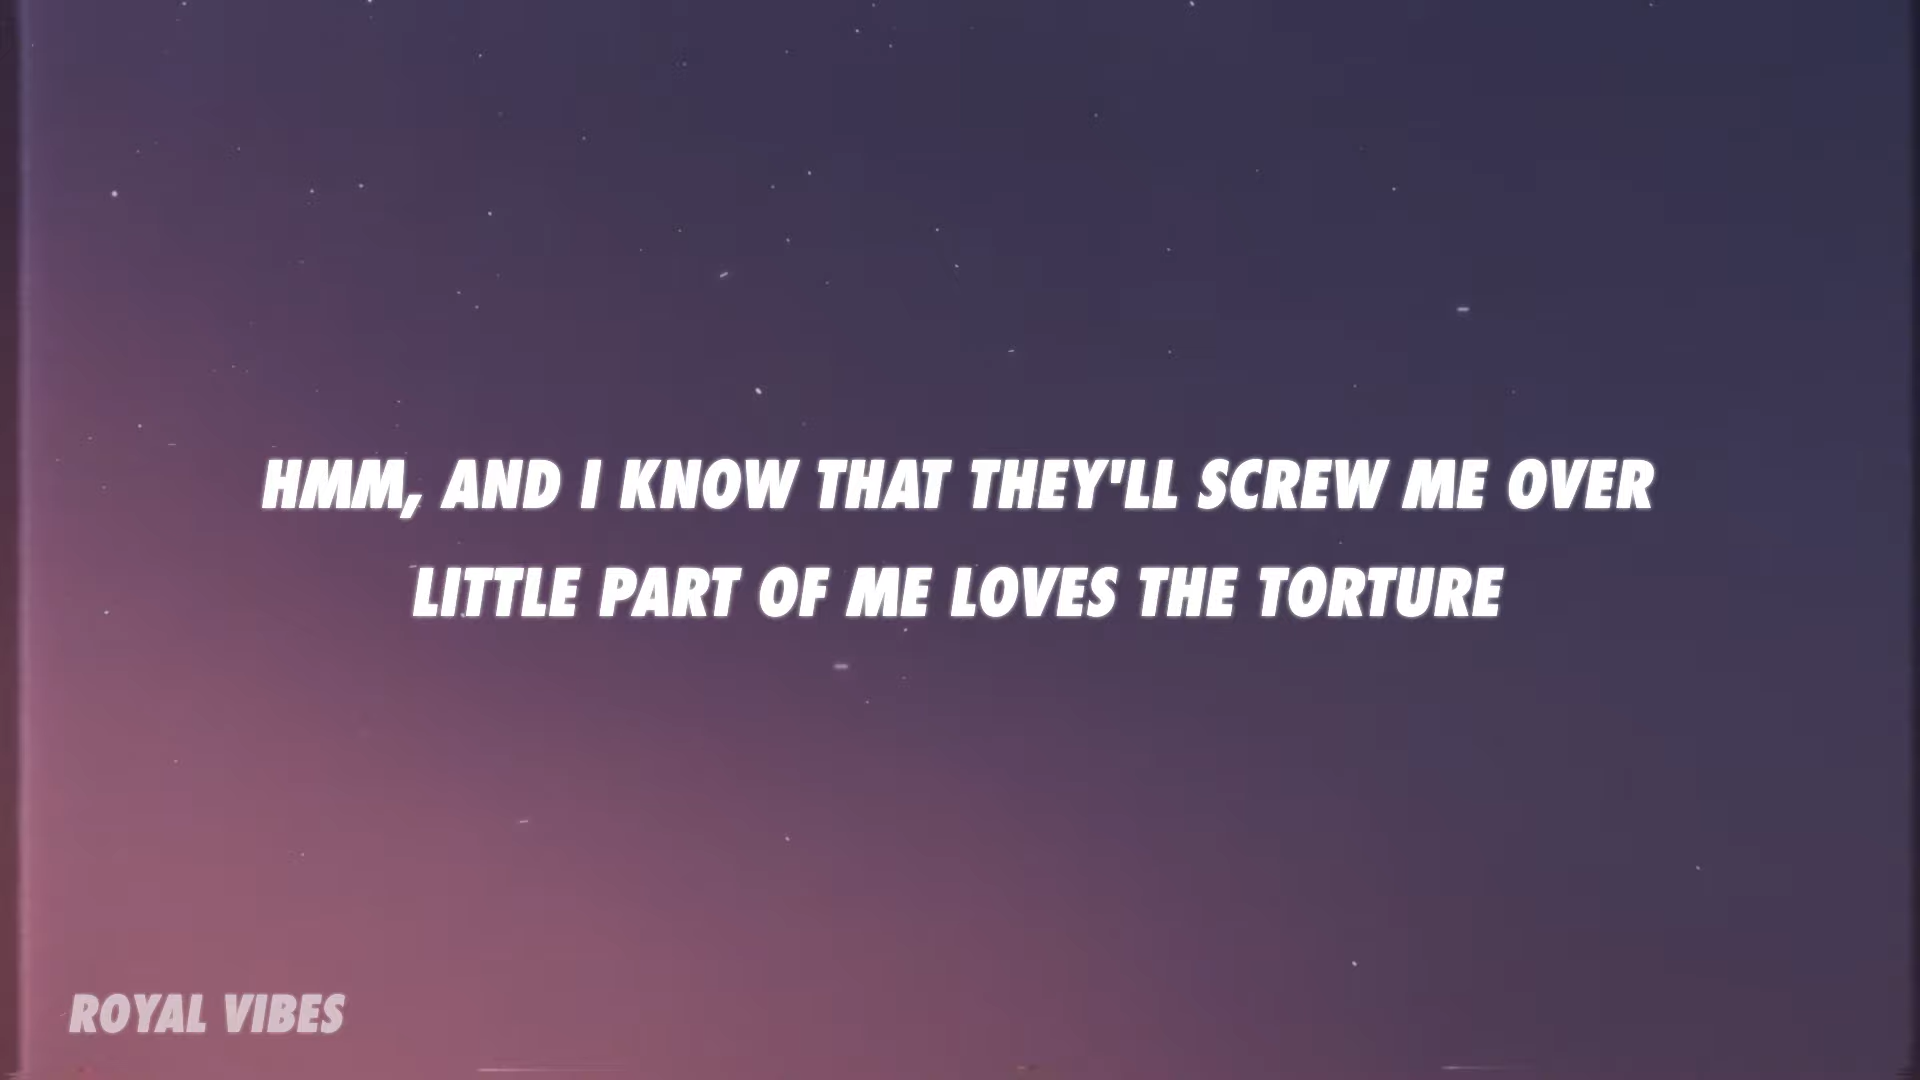 HMM, AND I KNOW THAT THEY'LL SCREW ME OVER
LITTLE PART OF ME LOVES THE TORTURE
ROYAL VIBES